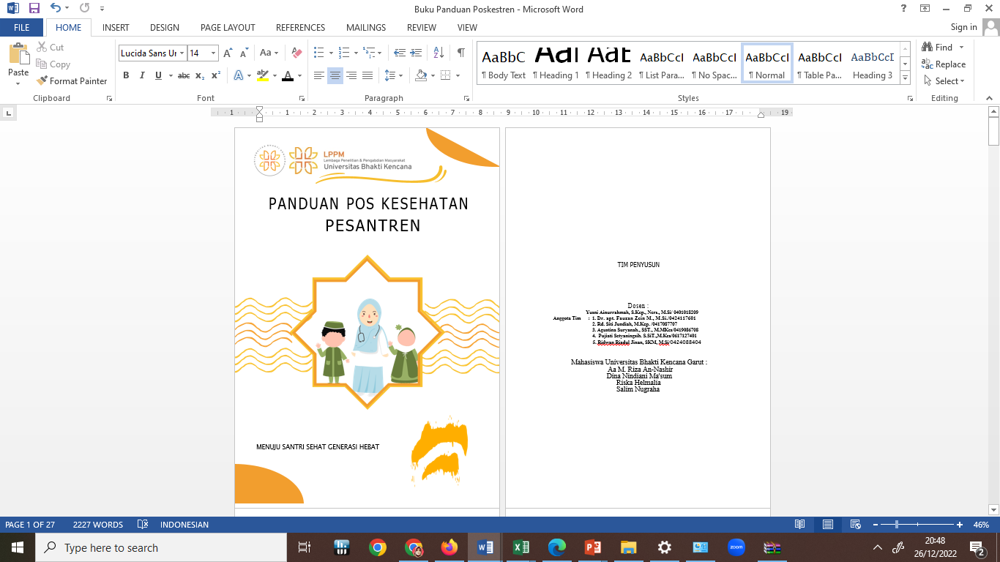 Buku Panduan Poskestren - Microsoft Word
FILE HOME INSERT DESIGN PAGE LAYOUT REFERENCES MAILINGS REVIEW VIEW Sign in
Paste
Cut
Copy
Format Painter
Clipboard
Lucida Sans Ur 14
Font
Paragraph
AaBbC AaI AaE AaBbCcI AaBbCcI AaBbCcI AaBbCcI AaBbCcI
¶ Body Text ¶ Heading 1 ¶ Heading 2 ¶ List Para... ¶ No Spac... ¶ Normal ¶ Table Pa... Heading 3
Styles
Find
Replace
Select
Editing
1 1 2 3 4 5 6 7 8 9 10 11 12 13 14 15 16 17 19
LPPM
Lembaga Penelitian & Pengabdian Masyarakat
Universitas Bhakti Kencana
PANDUAN POS KESEHATAN
PESANTREN
MENUJU SANTRI SEHAT GENERASI HEBAT
TIM PENYUSUN
Dosen :
Yusni Ainurrahmah, S.Kep., Ners., M.Si/ 0401018209
Anggota Tim : 1. Dr. apt. Fauzan Zein M., M.Si./0424117601
2. Rd. Siti Jundiah, M.Kep. /0417087707
3. Agustina Suryanah., SST., M.MKes/0419086708
4. Pujiati Setyaningsih. S.SiT.,M.Kes/0617127401
5. Ridwan Riadul Jinan, SKM, M.Si/0424088404
Mahasiswa Universitas Bhakti Kencana Garut :
Aa M. Riza An-Nashir
Dina Nindiani Ma'sum
Riska Helmalia
Salim Nugraha
PAGE 1 OF 27 2227 WORDS INDONESIAN 46%
Type here to search
zoom
20:48
26/12/2022
2